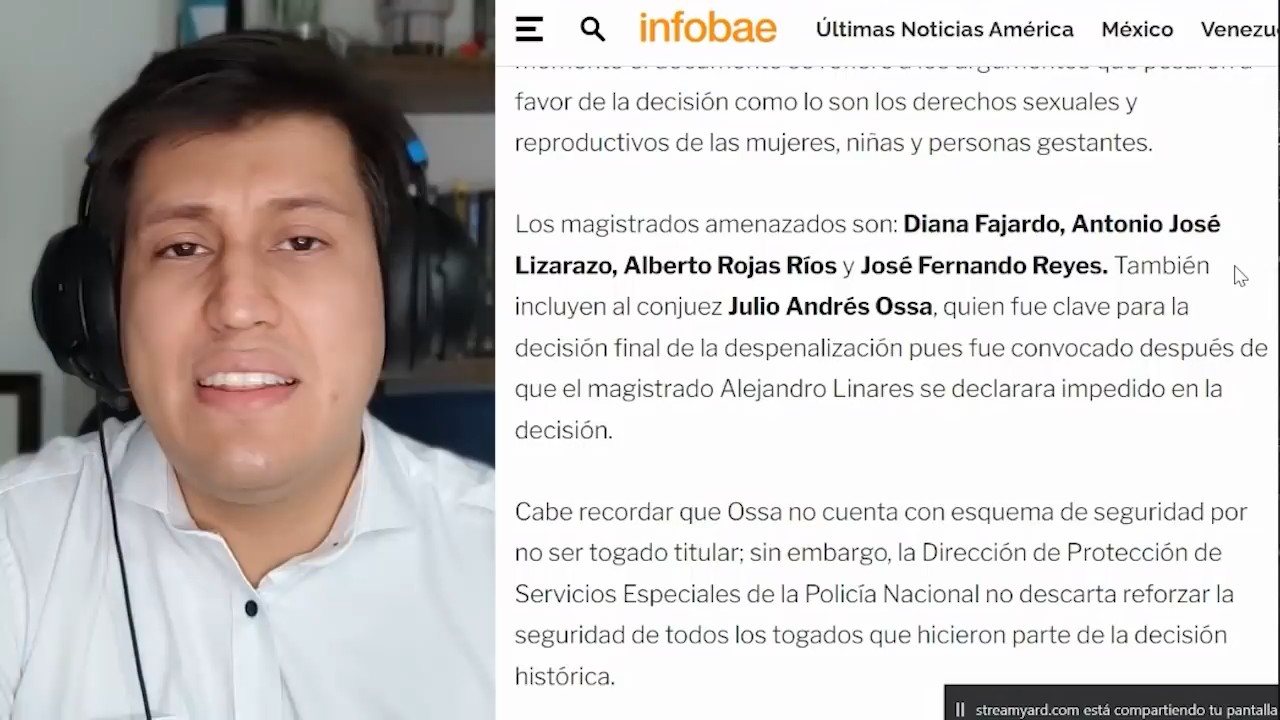 infobae
Últimas Noticias América México Venezu
favor de la decisión como lo son los derechos sexuales y
reproductivos de las mujeres, niñas y personas gestantes.
Los magistrados amenazados son: Diana Fajardo, Antonio José
Lizarazo, Alberto Rojas Ríos y José Fernando Reyes. También
incluyen al conjuez Julio Andrés Ossa, quien fue clave para la
decisión final de la despenalización pues fue convocado después de
que el magistrado Alejandro Linares se declarara impedido en la
decisión.
Cabe recordar que Ossa no cuenta con esquema de seguridad por
no ser togado titular; sin embargo, la Dirección de Protección de
Servicios Especiales de la Policía Nacional no descarta reforzar la
seguridad de todos los togados que hicieron parte de la decisión
histórica.
streamyard.com está compartiendo tu pantalla